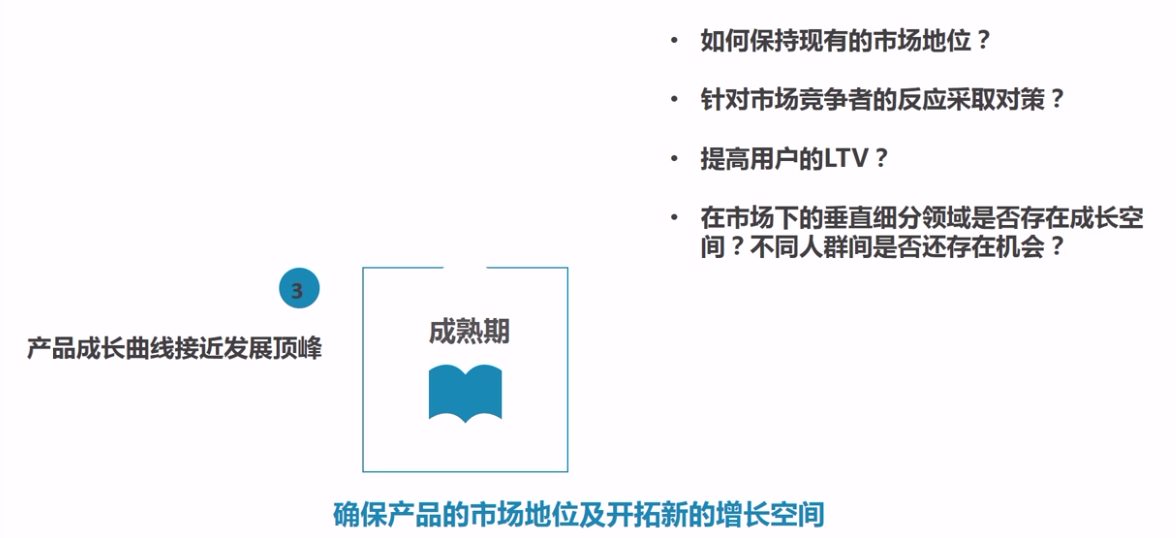 • 如何保持现有的市场地位？
• 针对市场竞争者的反应采取对策？
• 提高用户的LTV？
• 在市场下的垂直细分领域是否存在成长空
间？不同人群间是否还存在机会？
3
产品成长曲线接近发展顶峰
成熟期
确保产品的市场地位及开拓新的增长空间